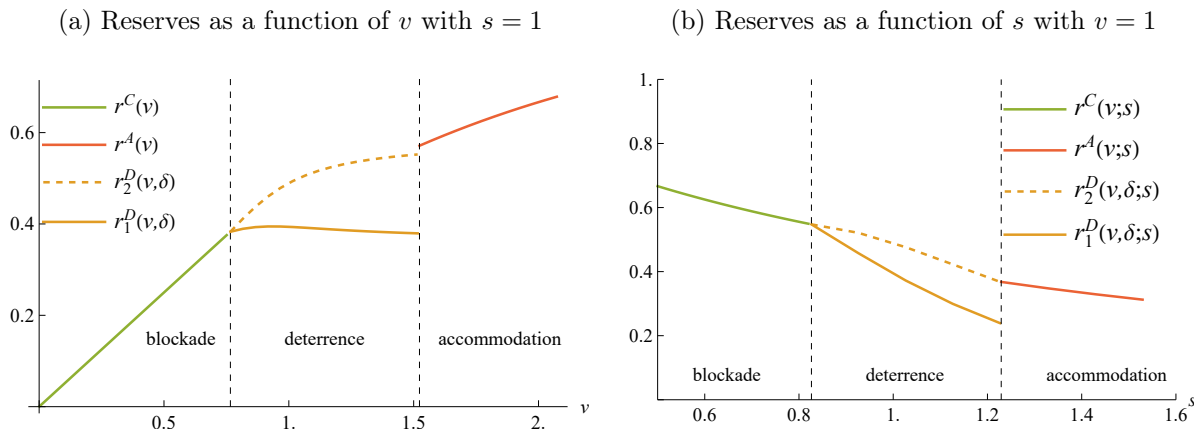 (a) Reserves as a function of v with s = 1
0.6
0.4
0.2
0.5
1.
1.5
2.
v
r^C(v)
r^A(v)
r_2^D(v,δ)
r_1^D(v,δ)
blockade
deterrence
accommodation
(b) Reserves as a function of s with v = 1
1.
0.8
0.6
0.4
0.2
0.6
0.8
1.
1.2
1.4
1.6
s
r^C(v;s)
r^A(v;s)
r_2^D(v,δ;s)
r_1^D(v,δ;s)
blockade
deterrence
accommodation